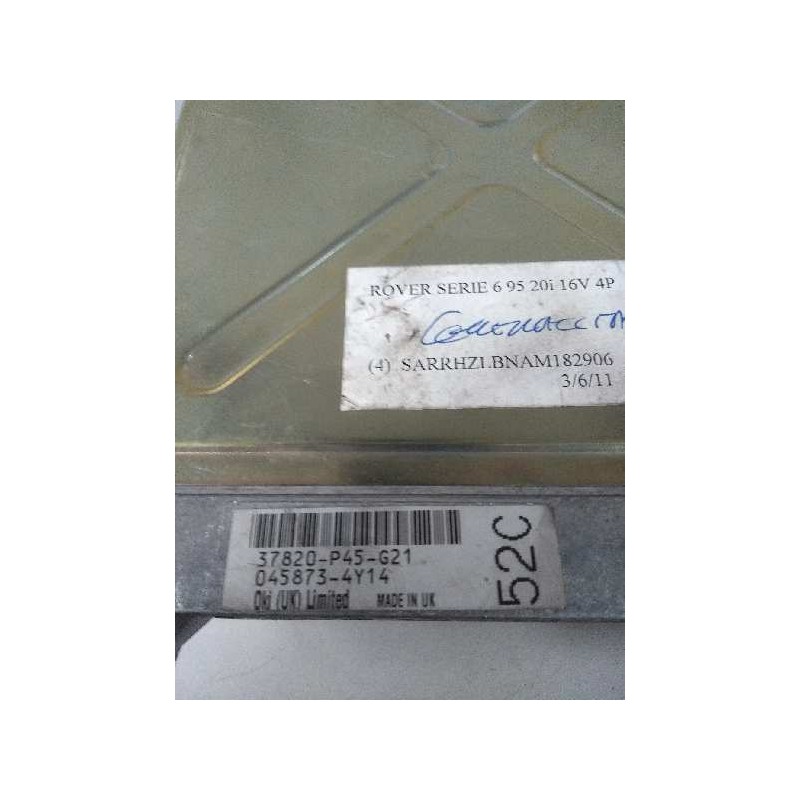 ROVER SERIE 6 95 20i 16V 4P
(4) SARRHZLBNAM182906
3/6/11
37820-P45-G21
045873-4Y14
Oki (UK) Limited MADE IN UK
52C